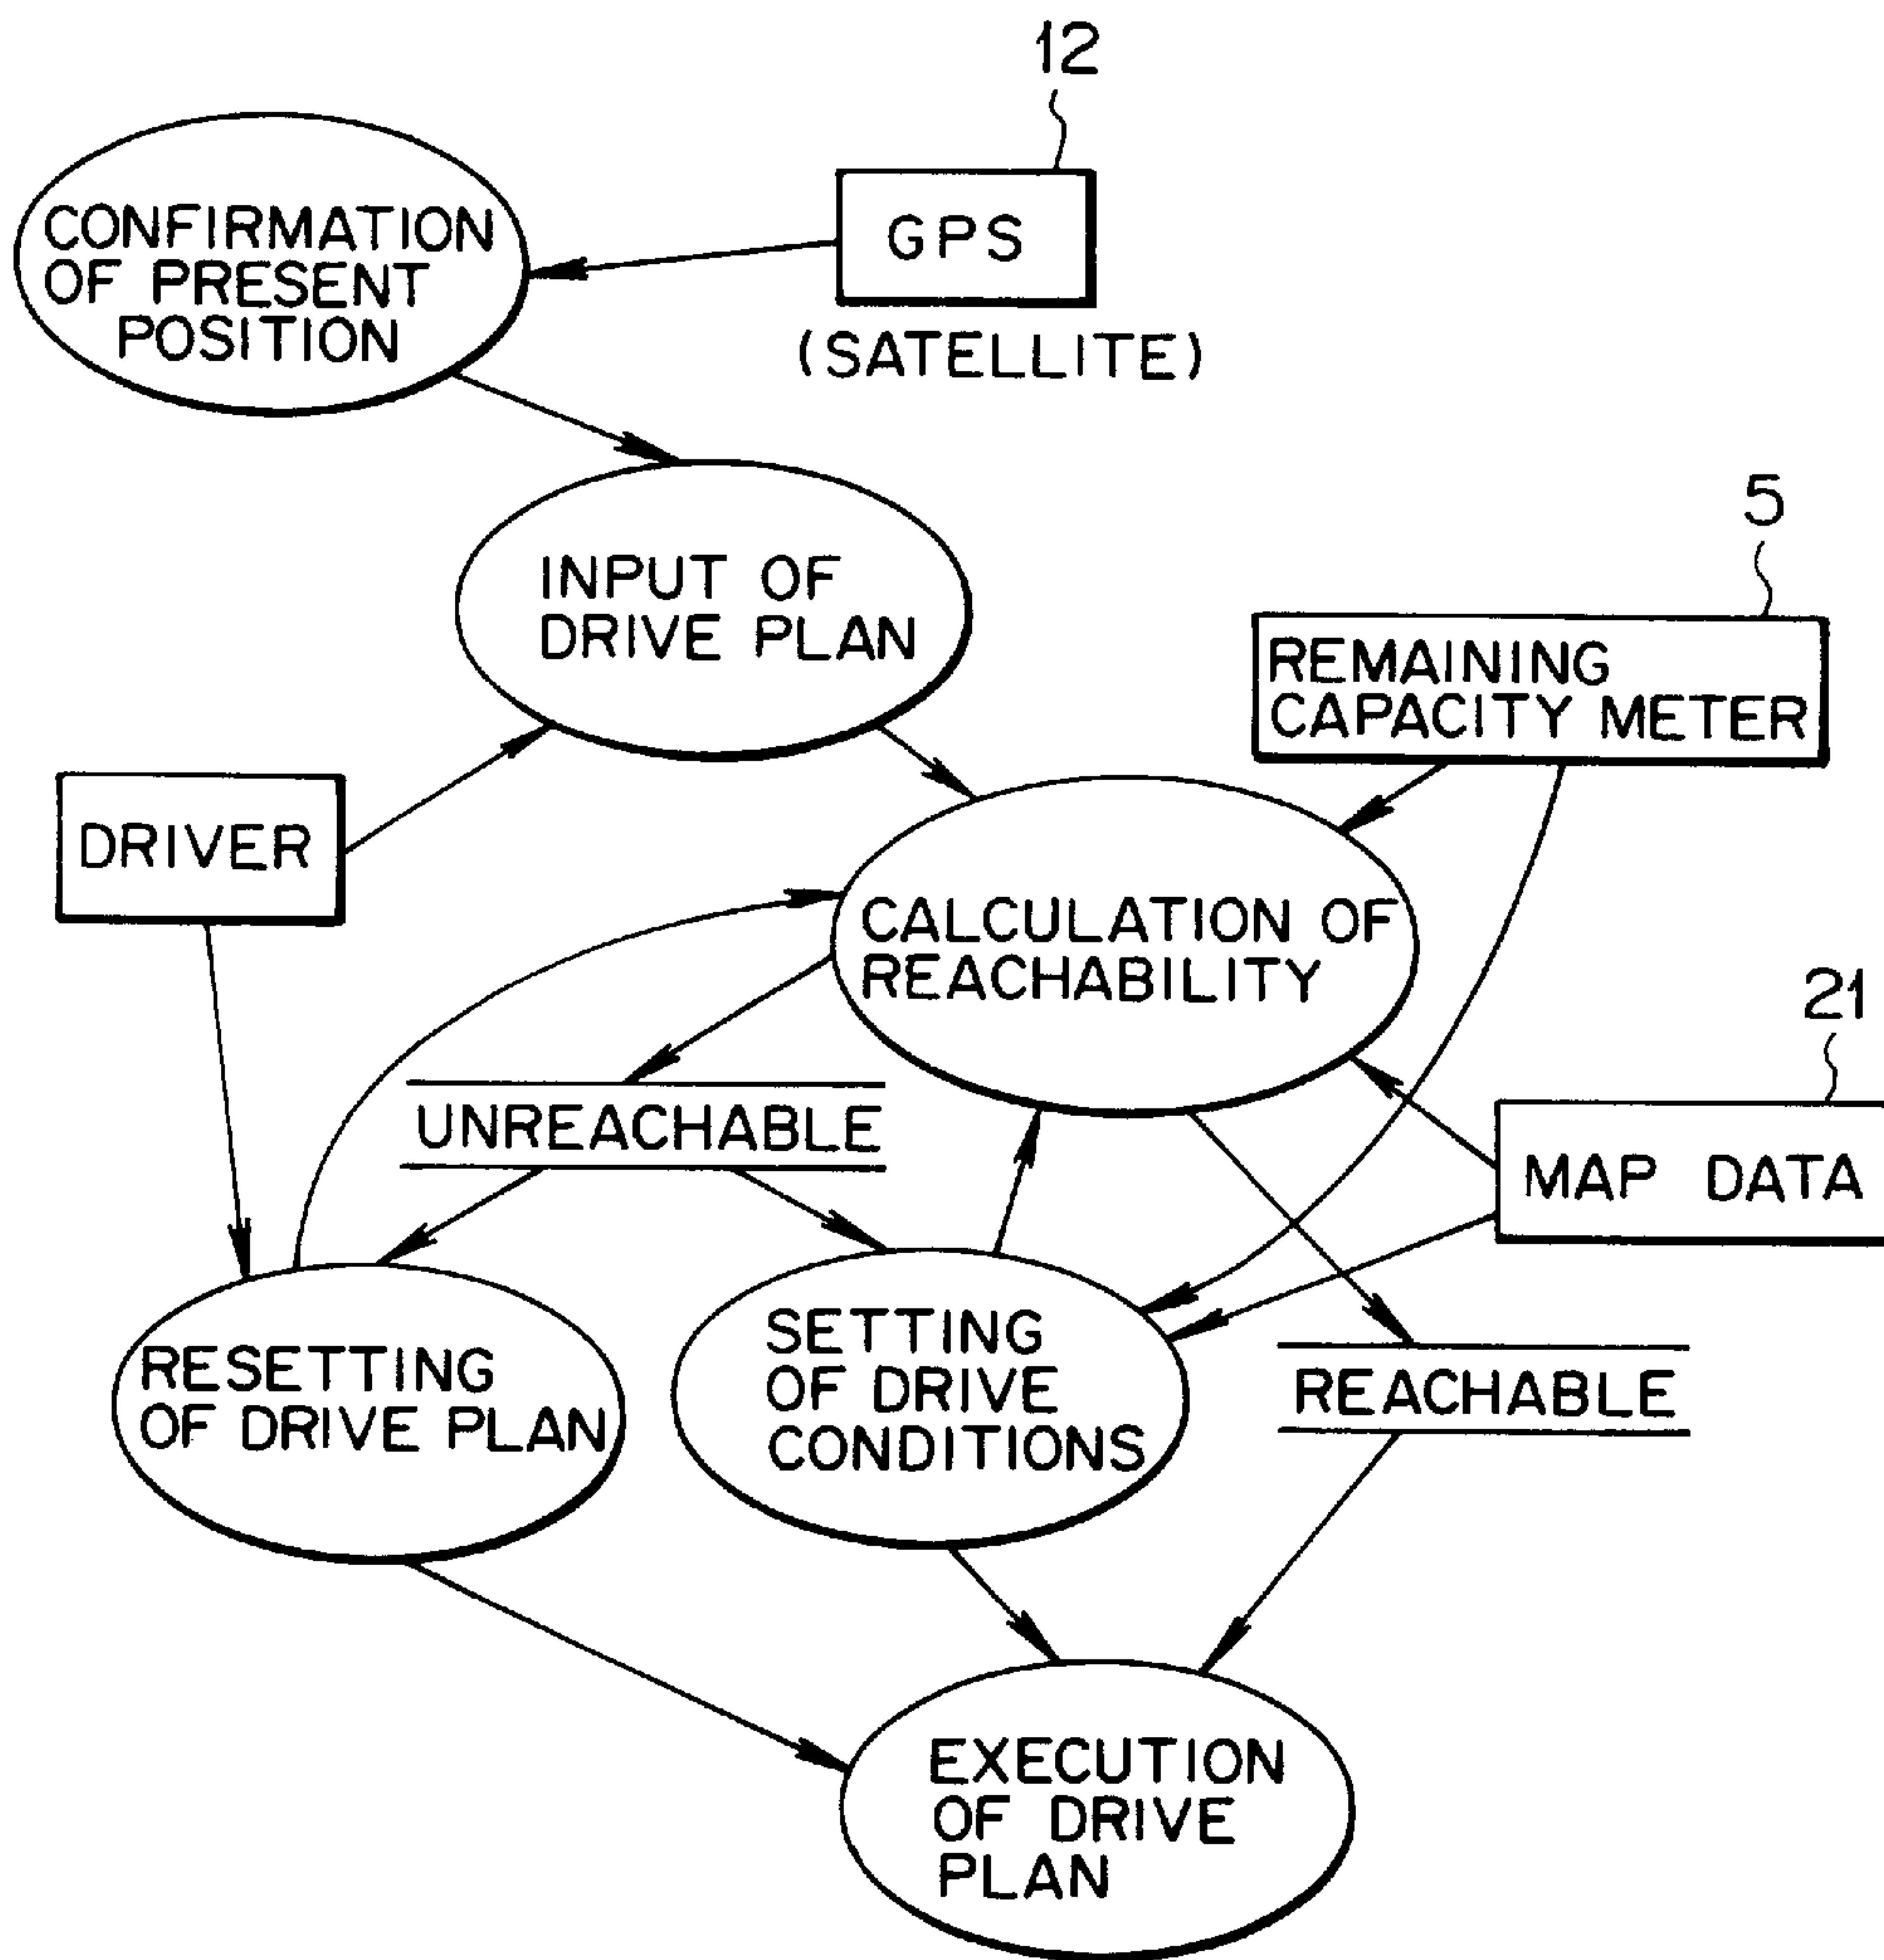 12
CONFIRMATION
OF PRESENT
POSITION
GPS
(SATELLITE)
INPUT OF
DRIVE PLAN
5
REMAINING
CAPACITY METER
DRIVER
CALCULATION OF
REACHABILITY
21
UNREACHABLE
MAP DATA
RESETTING
OF DRIVE PLAN
SETTING
OF DRIVE
CONDITIONS
REACHABLE
EXECUTION
OF DRIVE
PLAN